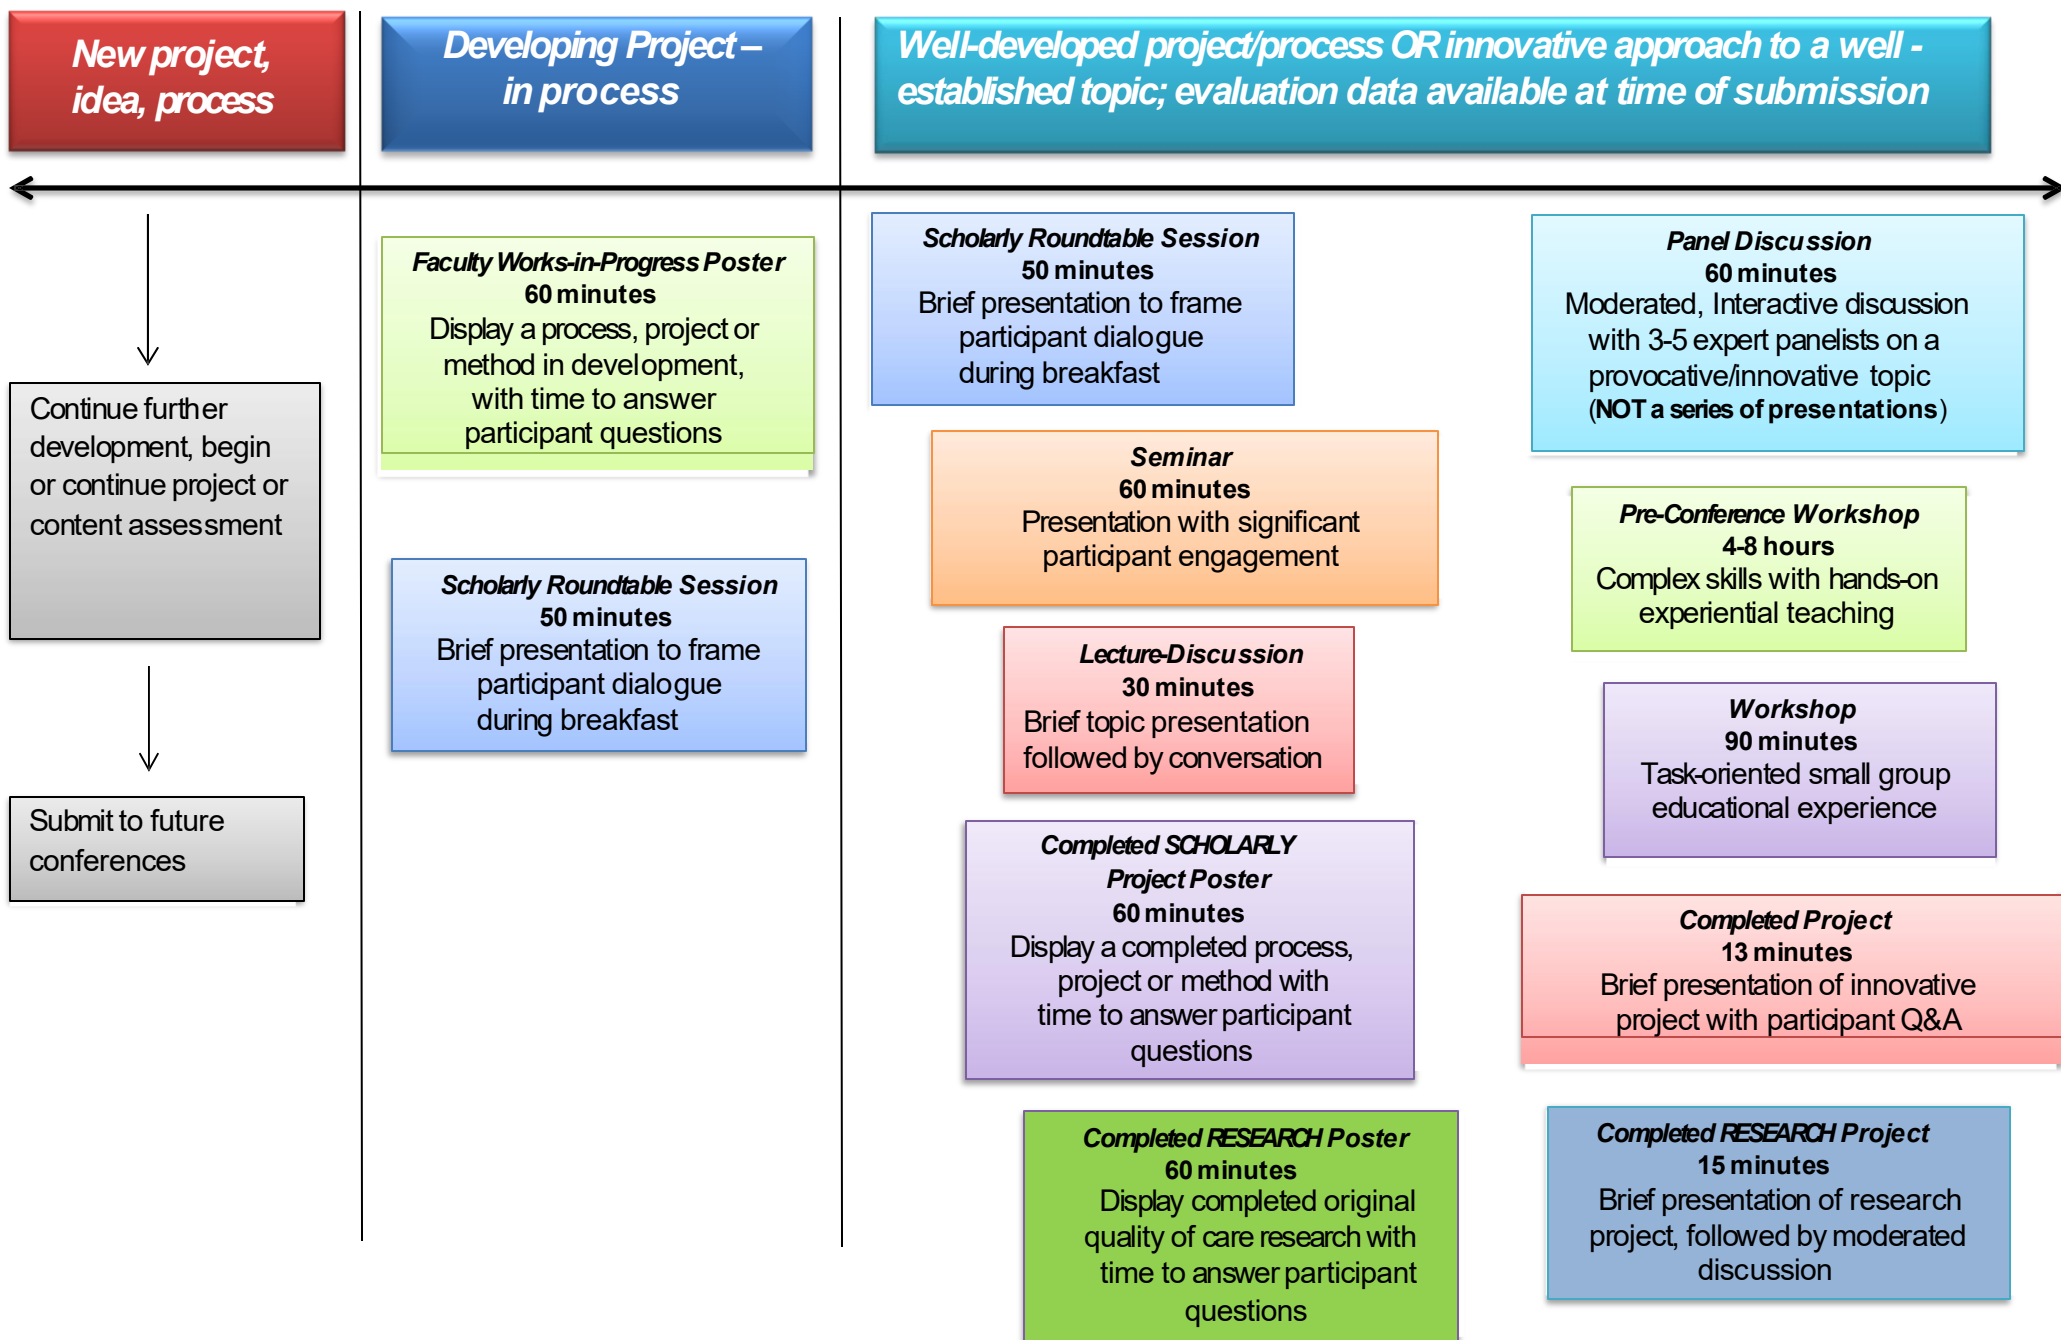 New project,
idea, process
Developing Project –
in process
Well-developed project/process OR innovative approach to a well -
established topic; evaluation data available at time of submission
Continue further
development, begin
or continue project or
content assessment
Submit to future
conferences
Faculty Works-in-Progress Poster
60 minutes
Display a process, project or
method in development,
with time to answer
participant questions
Scholarly Roundtable Session
50 minutes
Brief presentation to frame
participant dialogue
during breakfast
Scholarly Roundtable Session
50 minutes
Brief presentation to frame
participant dialogue
during breakfast
Seminar
60 minutes
Presentation with significant
participant engagement
Lecture-Discussion
30 minutes
Brief topic presentation
followed by conversation
Completed SCHOLARLY
Project Poster
60 minutes
Display a completed process,
project or method with
time to answer participant
questions
Completed RESEARCH Poster
60 minutes
Display completed original
quality of care research with
time to answer participant
questions
Panel Discussion
60 minutes
Moderated, Interactive discussion
with 3-5 expert panelists on a
provocative/innovative topic
(NOT a series of presentations)
Pre-Conference Workshop
4-8 hours
Complex skills with hands-on
experiential teaching
Workshop
90 minutes
Task-oriented small group
educational experience
Completed Project
13 minutes
Brief presentation of innovative
project with participant Q&A
Completed RESEARCH Project
15 minutes
Brief presentation of research
project, followed by moderated
discussion